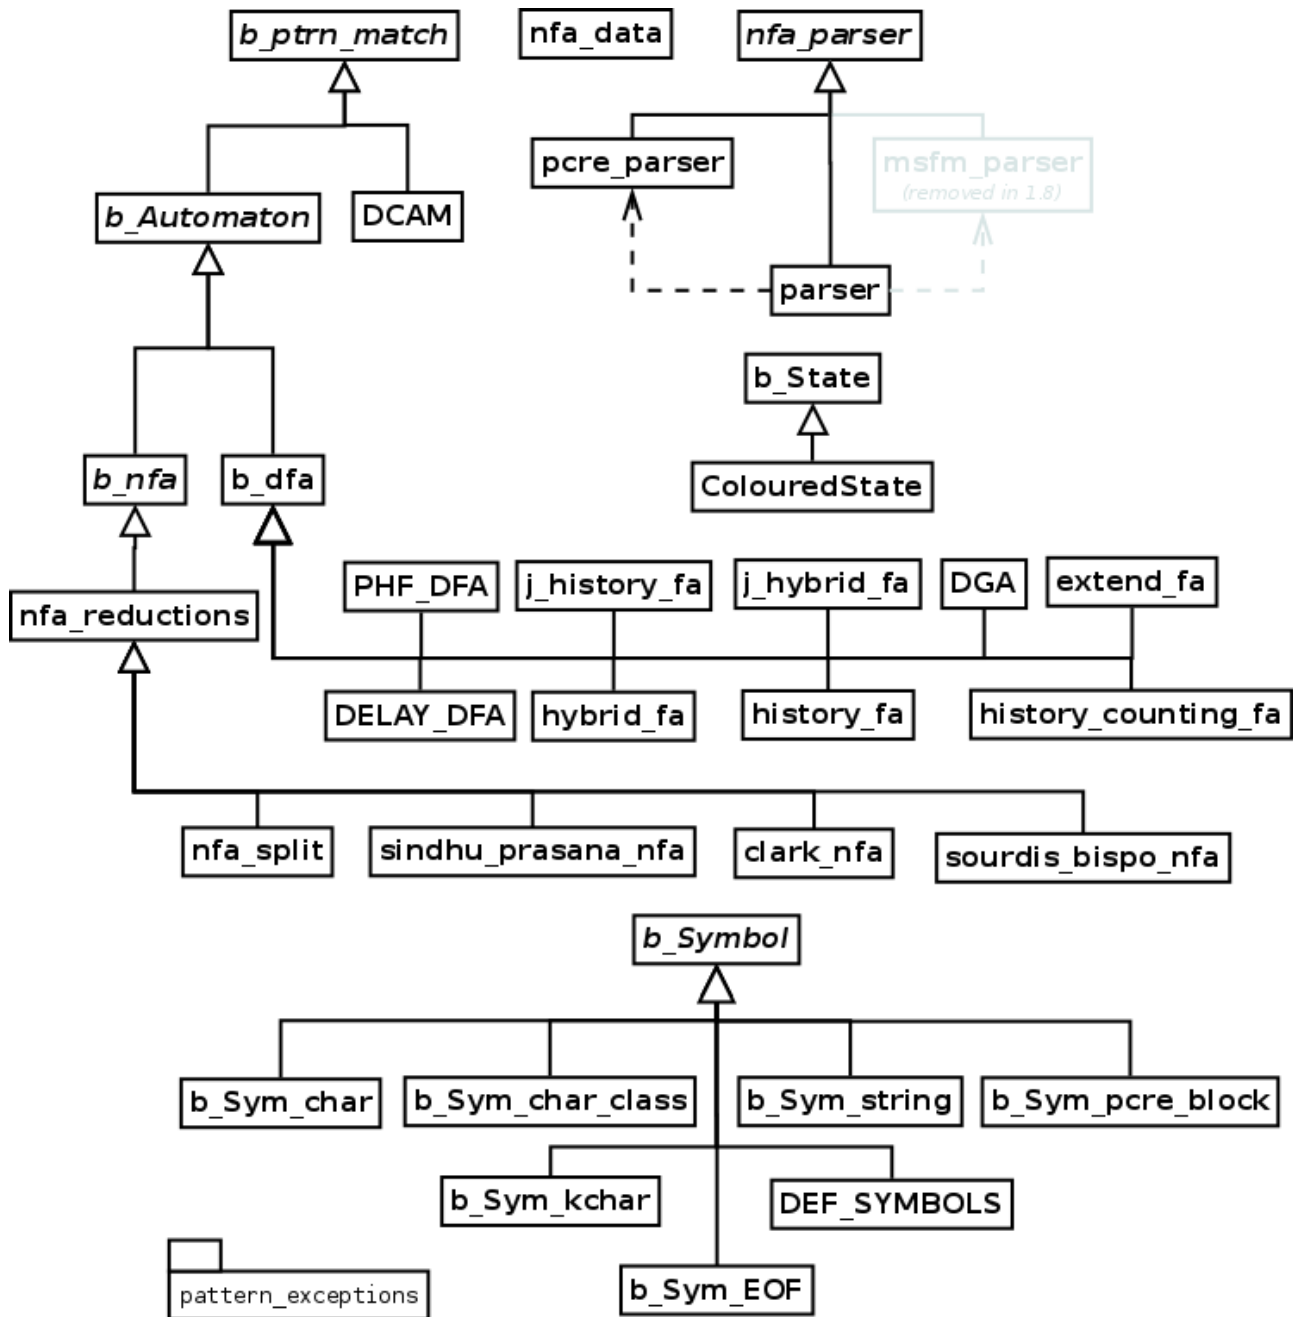 b_ptrn_match
nfa_data
nfa_parser
pcre_parser
msfm_parser
(removed in 1.8)
b_Automaton
DCAM
parser
b_State
b_nfa
b_dfa
ColouredState
PHF_DFA
j_history_fa
j_hybrid_fa
DGA
extend_fa
nfa_reductions
DELAY_DFA
hybrid_fa
history_fa
history_counting_fa
nfa_split
sindhu_prasana_nfa
clark_nfa
sourdis_bispo_nfa
b_Symbol
b_Sym_char
b_Sym_char_class
b_Sym_string
b_Sym_pcre_block
b_Sym_kchar
DEF_SYMBOLS
b_Sym_EOF
pattern_exceptions